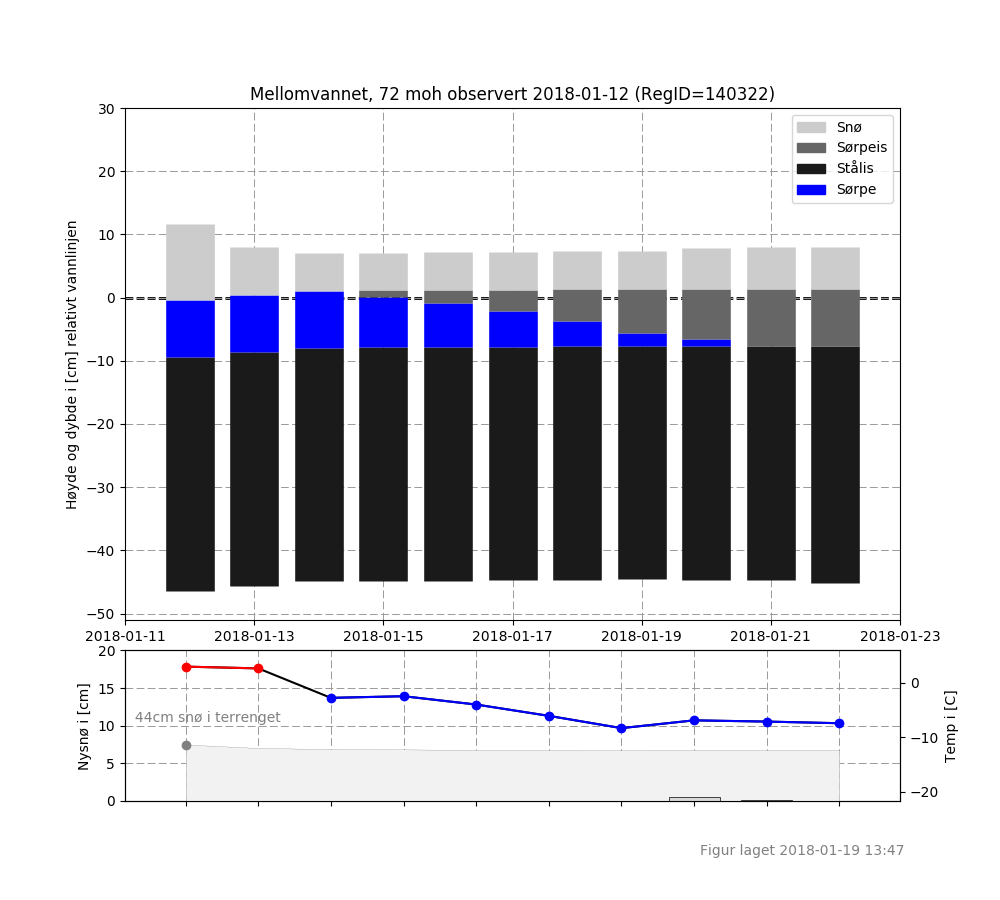 Mellomvannet, 72 moh observert 2018-01-12 (RegID=140322)
Høyde og dybde i [cm] relativt vannlinjen
30
20
10
0
−10
−20
−30
−40
−50
Snø
Sørpeis
Stålis
Sørpe
2018-01-11 2018-01-13 2018-01-15 2018-01-17 2018-01-19 2018-01-21 2018-01-23
Nysnø i [cm]
20
15
10
5
0
44cm snø i terrenget
0
−10
−20
Temp i [C]
Figur laget 2018-01-19 13:47